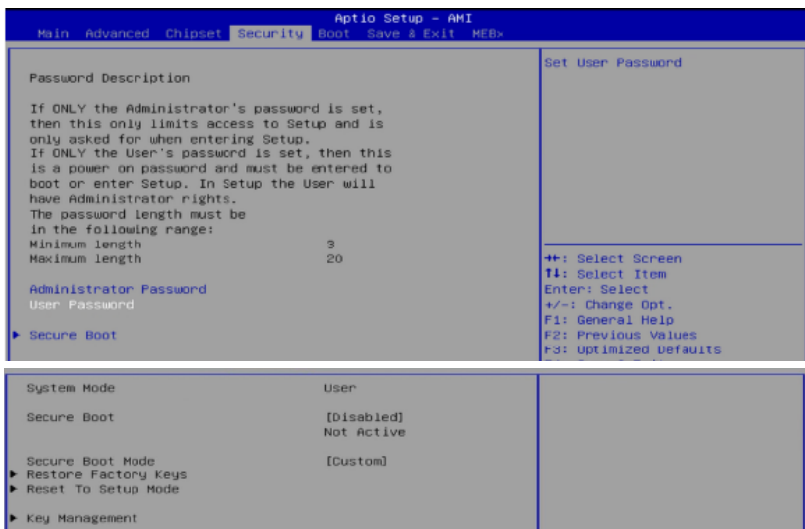 Aptio Setup – AMI
Main Advanced Chipset Security Boot Save & Exit MEBx
Password Description
If ONLY the Administrator's password is set,
then this only limits access to Setup and is
only asked for when entering Setup.
If ONLY the User's password is set, then this
is a power on password and must be entered to
boot or enter Setup. In Setup the User will
have Administrator rights.
The password length must be
in the following range:
Minimum length 3
Maximum length 20
Administrator Password
User Password
► Secure Boot
Set User Password
→←: Select Screen
↑↓: Select Item
Enter: Select
+/-: Change Opt.
F1: General Help
F2: Previous Values
F3: Optimized Defaults
System Mode User
Secure Boot [Disabled]
Not Active
Secure Boot Mode [Custom]
► Restore Factory Keys
► Reset To Setup Mode
► Key Management